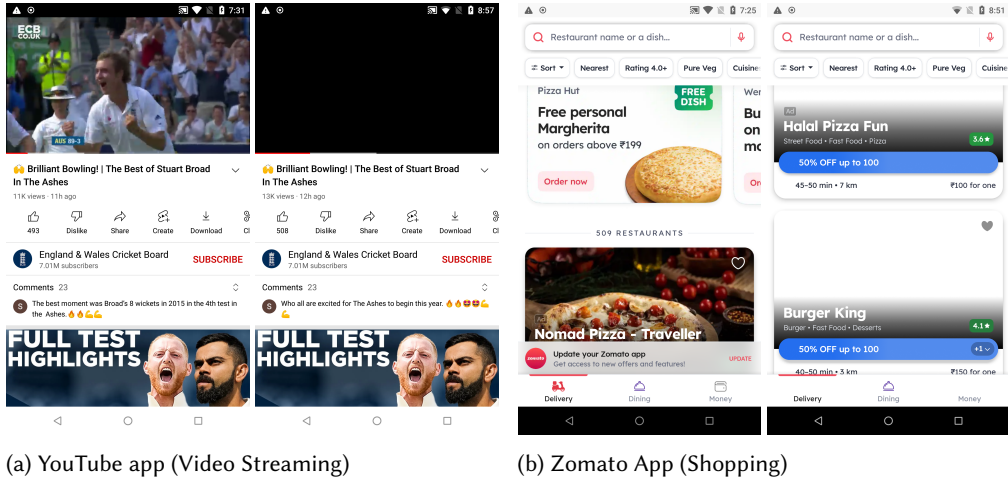 7:31
ECB
CO.UK
AUS 89-3
🙌 Brilliant Bowling! | The Best of Stuart Broad
In The Ashes
11K views · 11h ago
493 Dislike Share Create Download Cl
England & Wales Cricket Board
7.01M subscribers
SUBSCRIBE
Comments 23
S
The best moment was Broad's 8 wickets in 2015 in the 4th test in
the Ashes.🔥🔥💪💪
FULL TEST
HIGHLIGHTS
8:57
🙌 Brilliant Bowling! | The Best of Stuart Broad
In The Ashes
13K views · 12h ago
508 Dislike Share Create Download Cl
England & Wales Cricket Board
7.01M subscribers
SUBSCRIBE
Comments 23
S
Who all are excited for The Ashes to begin this year. 🔥🔥🤩🤩💪
💪
FULL TEST
HIGHLIGHTS
(a) YouTube app (Video Streaming)
7:25
Restaurant name or a dish...
Sort Nearest Rating 4.0+ Pure Veg Cuisine
Pizza Hut
FREE
DISH
Free personal
Margherita
on orders above ₹199
Order now
Wen
Bu
on
mo
Or
509 RESTAURANTS
Ad
Nomad Pizza - Traveller
zomato
Update your Zomato app
Get access to new offers and features!
UPDATE
Delivery Dining Money
8:51
Restaurant name or a dish...
Sort Nearest Rating 4.0+ Pure Veg Cuisine
Ad
Halal Pizza Fun
Street Food • Fast Food • Pizza
3.6★
50% OFF up to 100
45-50 min • 7 km ₹100 for one
Burger King
Burger • Fast Food • Desserts
4.1★
50% OFF up to 100
+1
40-50 min • 3 km ₹150 for one
Delivery Dining Money
(b) Zomato App (Shopping)